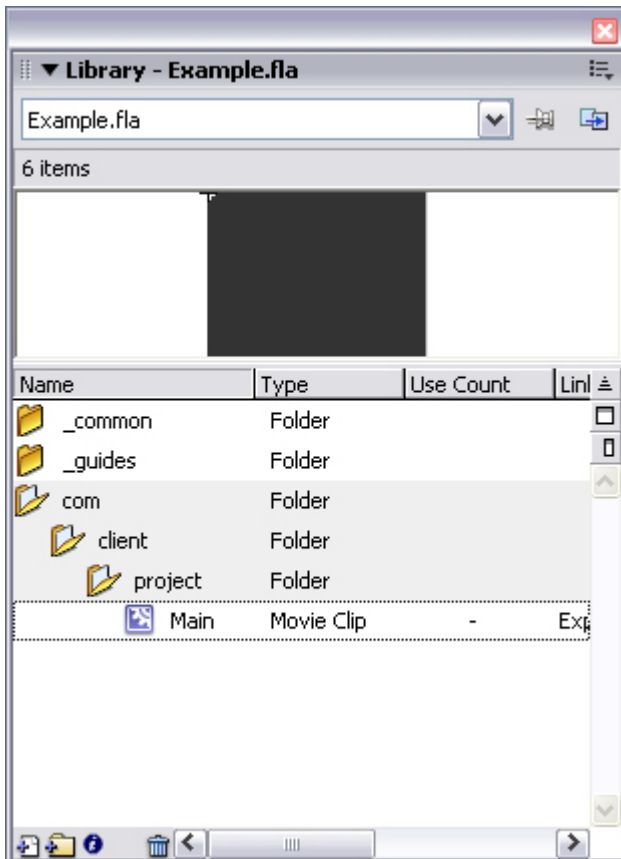 Library - Example.fla
Example.fla
6 items
Name Type Use Count
_common Folder
_guides Folder
com Folder
client Folder
project Folder
Main Movie Clip -